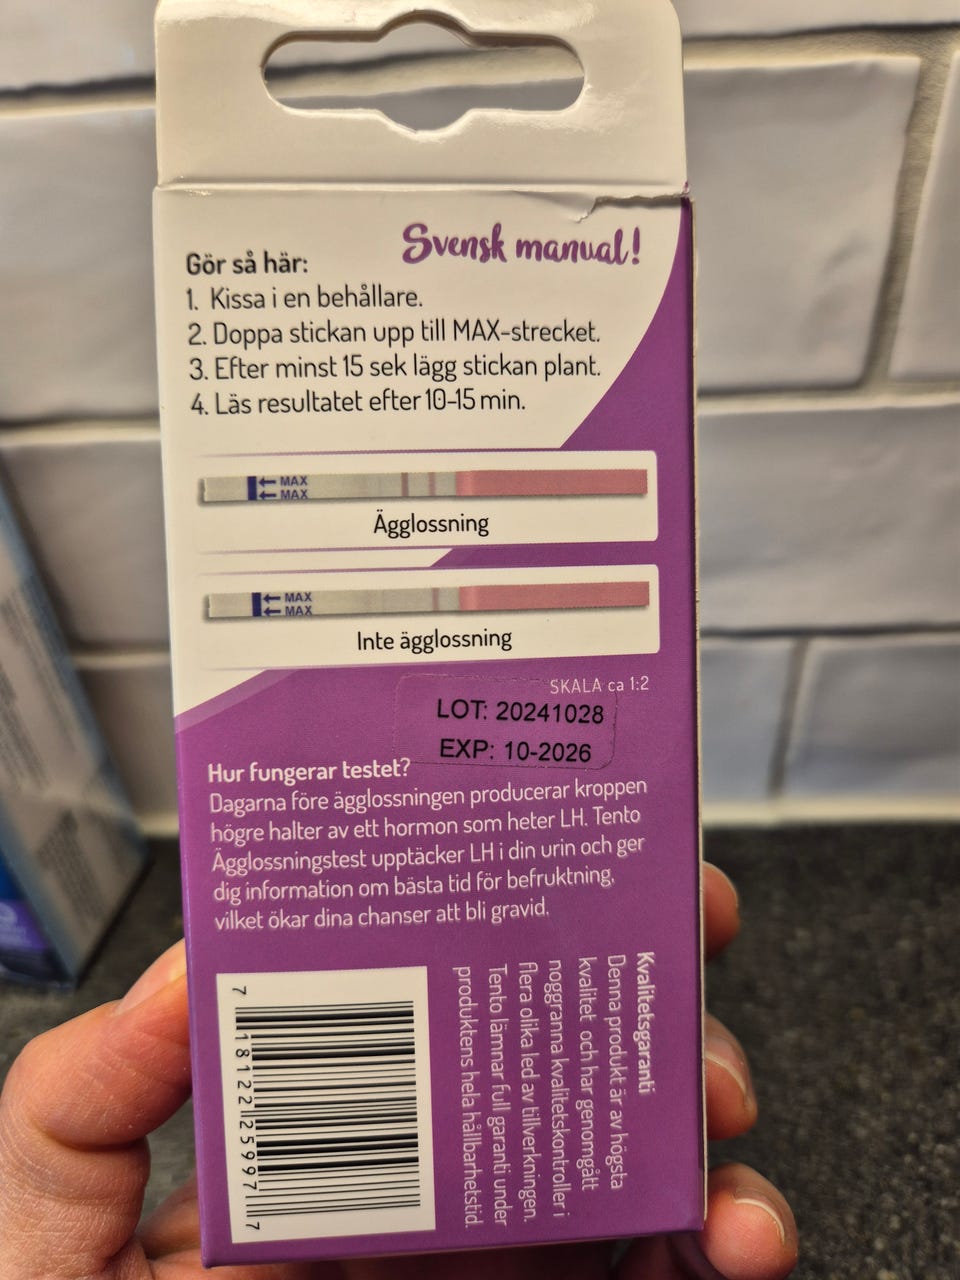 Svensk manual!
Gör så här:
1. Kissa i en behållare.
2. Doppa stickan upp till MAX-strecket.
3. Efter minst 15 sek lägg stickan plant.
4. Läs resultatet efter 10-15 min.
MAX
MAX
Ägglossning
MAX
MAX
Inte ägglossning
SKALA ca 1:2
LOT: 20241028
EXP: 10-2026
Hur fungerar testet?
Dagarna före ägglossningen producerar kroppen
högre halter av ett hormon som heter LH. Tento
Ägglossningstest upptäcker LH i din urin och ger
dig information om bästa tid för befruktning,
vilket ökar dina chanser att bli gravid.
Kvalitetsgaranti
Denna produkt är av högsta
kvalitet och har genomgått
noggranna kvalitetskontroller i
flera olika led av tillverkningen.
Tento lämnar full garanti under
produktens hela hållbarhetstid.
7 18122 25997 7